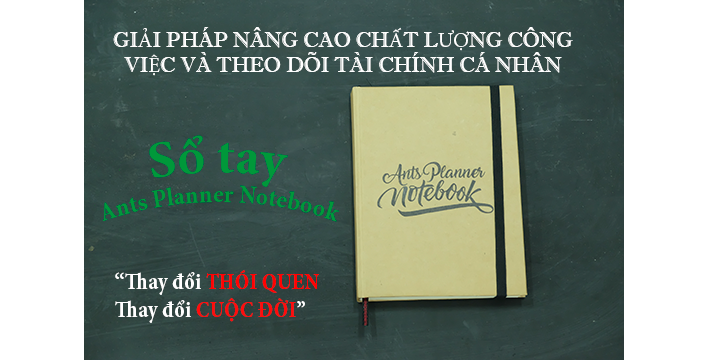 GIẢI PHÁP NÂNG CAO CHẤT LƯỢNG CÔNG
VIỆC VÀ THEO DÕI TÀI CHÍNH CÁ NHÂN
Sổ tay
Ants Planner Notebook
Ants Planner
Notebook
“Thay đổi THÓI QUEN
Thay đổi CUỘC ĐỜI”